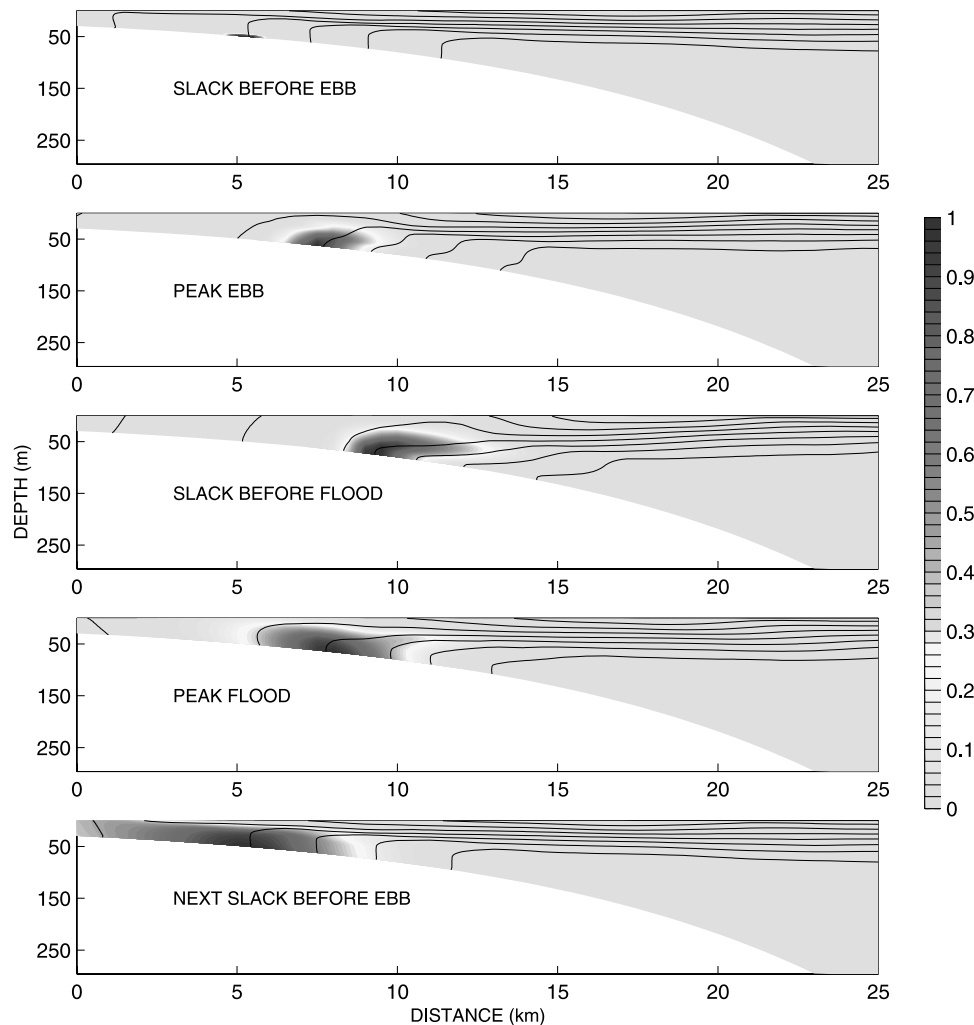 50
150
250
SLACK BEFORE EBB
0 5 10 15 20 25
50
150
250
PEAK EBB
0 5 10 15 20 25
50
150
250
SLACK BEFORE FLOOD
0 5 10 15 20 25
50
150
250
PEAK FLOOD
0 5 10 15 20 25
50
150
250
NEXT SLACK BEFORE EBB
0 5 10 15 20 25
DEPTH (m)
DISTANCE (km)
1
0.9
0.8
0.7
0.6
0.5
0.4
0.3
0.2
0.1
0